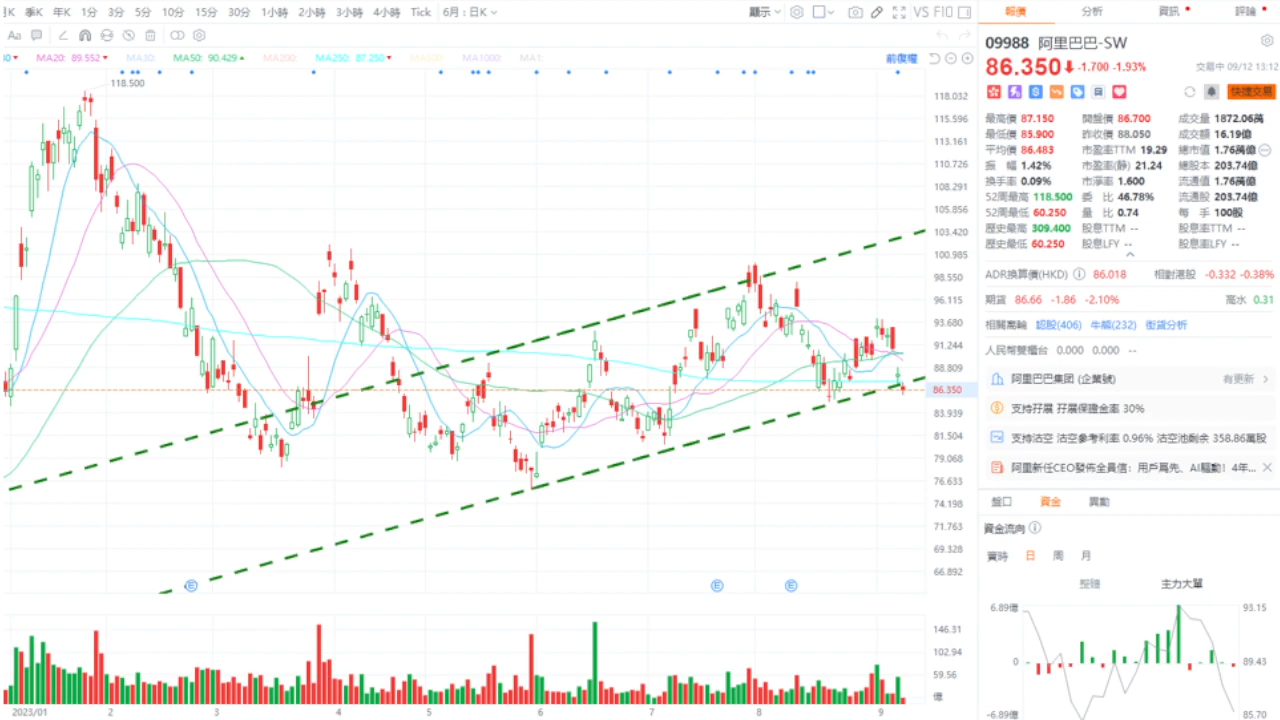 月K 季K 年K 1分 3分 5分 10分 15分 30分 1小時 2小時 3小時 4小時 Tick 6月：日K 顯示 VS F10
Aa
MA20: 89.552 MA30: MA50: 90.429 MA200: MA250: 87.250 MA500: MA1000: MA1: 前復權
118.500
118.032
115.596
113.161
110.726
108.291
105.856
103.420
100.985
98.550
96.115
93.680
91.244
88.809
86.350
83.939
81.504
79.068
76.633
74.198
71.763
69.328
66.892
E E E
146.31
102.94
59.56
億
2023/01 2 3 4 5 6 7 8 9
報價 分析 資訊 評論
09988 阿里巴巴-SW
86.350 -1.700 -1.93% 交易中 09/12 13:12
快捷交易
最高價 87.150 開盤價 86.700 成交量 1872.06萬
最低價 85.900 昨收價 88.050 成交額 16.19億
平均價 86.483 市盈率TTM 19.29 總市值 1.76萬億
振 幅 1.42% 市盈率(靜) 21.24 總股本 203.74億
換手率 0.09% 市淨率 1.600 流通值 1.76萬億
52周最高 118.500 委 比 46.78% 流通股 203.74億
52周最低 60.250 量 比 0.74 每 手 100股
歷史最高 309.400 股息TTM -- 股息率TTM --
歷史最低 60.250 股息LFY -- 股息率LFY --
ADR換算價(HKD) 86.018 相對港股 -0.332 -0.38%
期貨 86.66 -1.86 -2.10% 高水 0.31
相關窩輪 認股(406) 牛熊(232) 街貨分析
人民幣雙櫃台 0.000 0.000 --
阿里巴巴集团 (企業號) 有更新
支持孖展 孖展保證金率 30%
支持沽空 沽空參考利率 0.96% 沽空池剩余 358.86萬股
阿里新任CEO發佈全員信：用戶爲先、AI驅動！4年...
盤口 資金 異動
資金流向
實時 日 周 月
整體 主力大單
6.89億 93.15
0 89.43
-6.89億 85.70